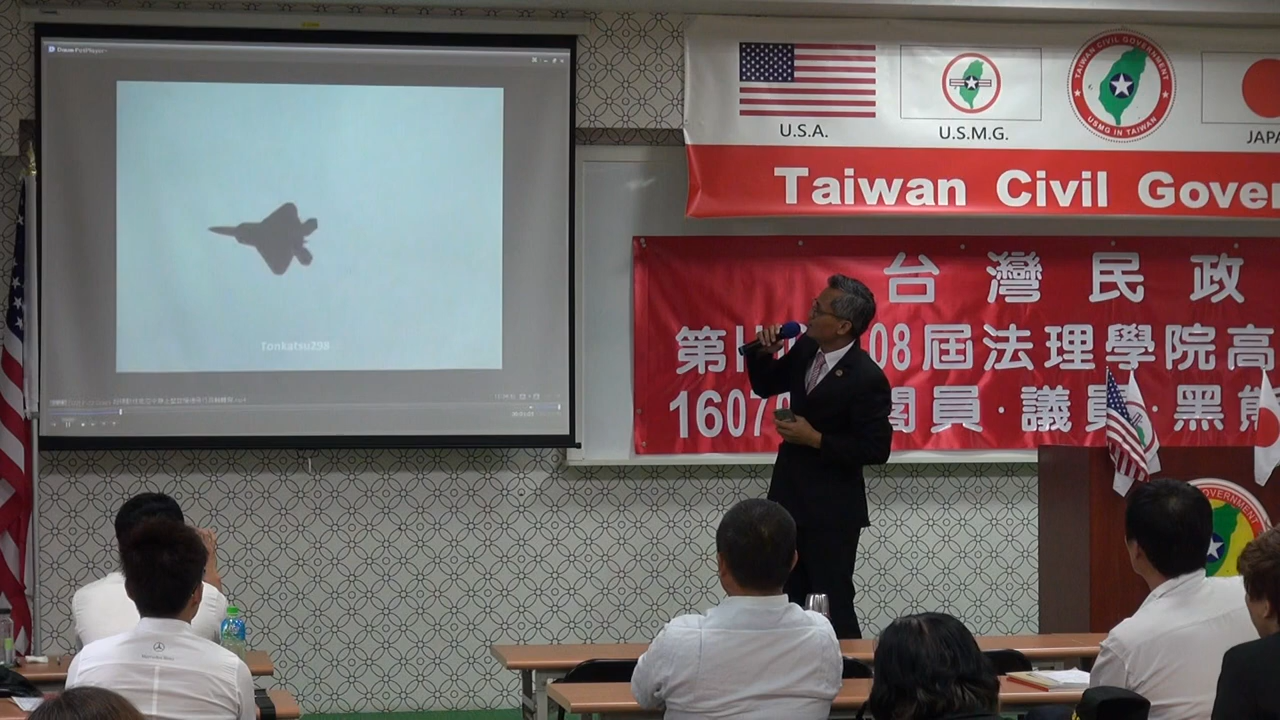 Tonkatsu298
U.S.A.
U.S.M.G.
TAIWAN CIVIL GOVERNMENT
USMG IN TAIWAN
Taiwan Civil Gover
台灣民政
08屆法理學院高
1607
閣員·議員·黑
GOVERNMENT